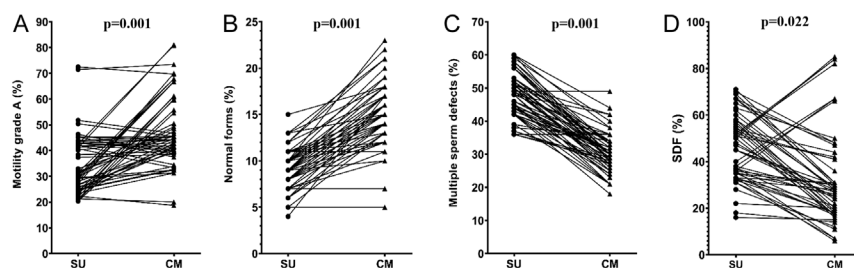 A
p=0.001
Motility grade A (%)
90
80
70
60
50
40
30
20
10
0
SU
CM
B
p=0.001
Normal forms (%)
25
20
15
10
5
0
SU
CM
C
p=0.001
Multiple sperm defects (%)
70
60
50
40
30
20
10
0
SU
CM
D
p=0.022
SDF (%)
100
80
60
40
20
0
SU
CM